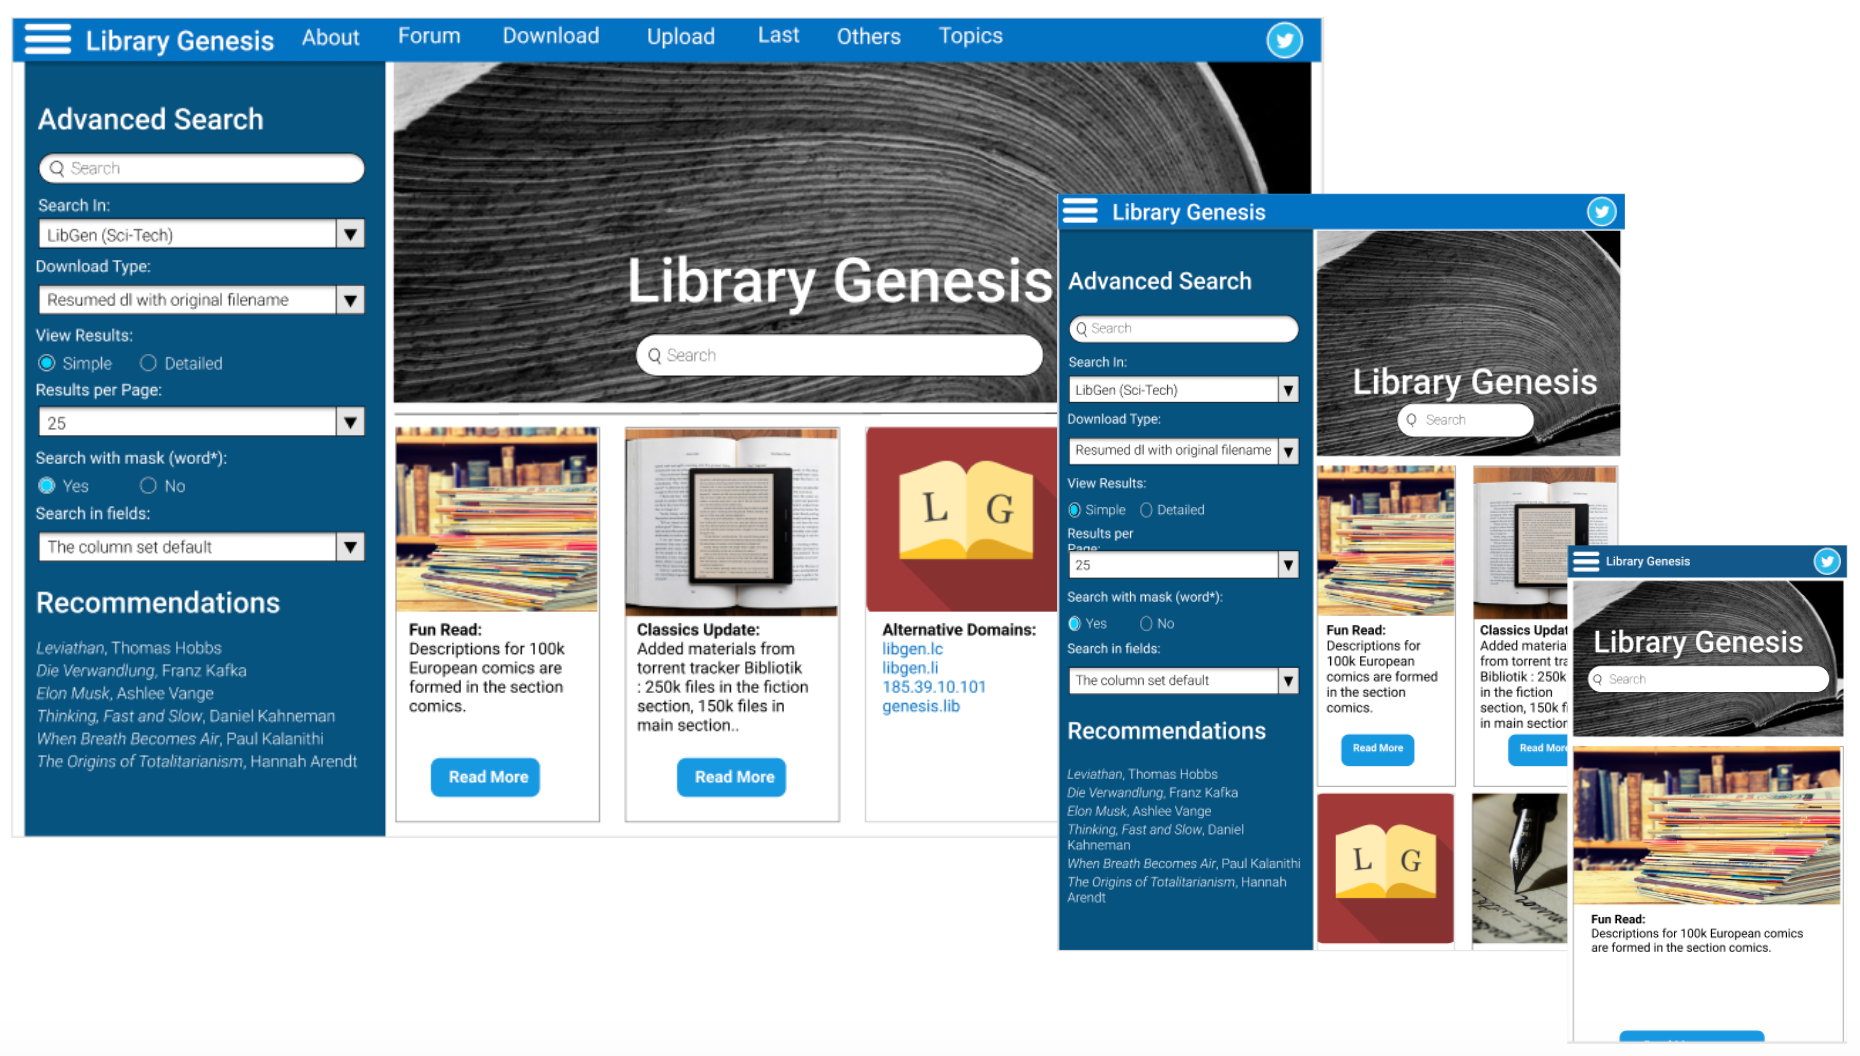 Library Genesis
About
Forum
Download
Upload
Last
Others
Topics
Advanced Search
Search
Search In:
LibGen (Sci-Tech)
Download Type:
Resumed dl with original filename
View Results:
Simple
Detailed
Results per Page:
25
Search with mask (word*):
Yes
No
Search in fields:
The column set default
Recommendations
Leviathan, Thomas Hobbs
Die Verwandlung, Franz Kafka
Elon Musk, Ashlee Vange
Thinking, Fast and Slow, Daniel Kahneman
When Breath Becomes Air, Paul Kalanithi
The Origins of Totalitarianism, Hannah Arendt
Library Genesis
Search
Fun Read:
Descriptions for 100k
European comics are
formed in the section
comics.
Read More
Classics Update:
Added materials from
torrent tracker Bibliotik
: 250k files in the fiction
section, 150k files in
main section..
Read More
L G
Alternative Domains:
libgen.lc
libgen.li
185.39.10.101
genesis.lib
Library Genesis
Advanced Search
Search
Search In:
LibGen (Sci-Tech)
Download Type:
Resumed dl with original filename
View Results:
Simple
Detailed
Results per
Page:
25
Search with mask (word*):
Yes
No
Search in fields:
The column set default
Recommendations
Leviathan, Thomas Hobbs
Die Verwandlung, Franz Kafka
Elon Musk, Ashlee Vange
Thinking, Fast and Slow, Daniel
Kahneman
When Breath Becomes Air, Paul Kalanithi
The Origins of Totalitarianism, Hannah
Arendt
Library Genesis
Search
Fun Read:
Descriptions for
100k European
comics are formed
in the section
comics.
Read More
Classics Updat
Added materia
from torrent tra
Bibliotik : 250k
in the fiction
section, 150k fi
in main section
Read More
L G
Library Genesis
Library Genesis
Search
Fun Read:
Descriptions for 100k European comics
are formed in the section comics.